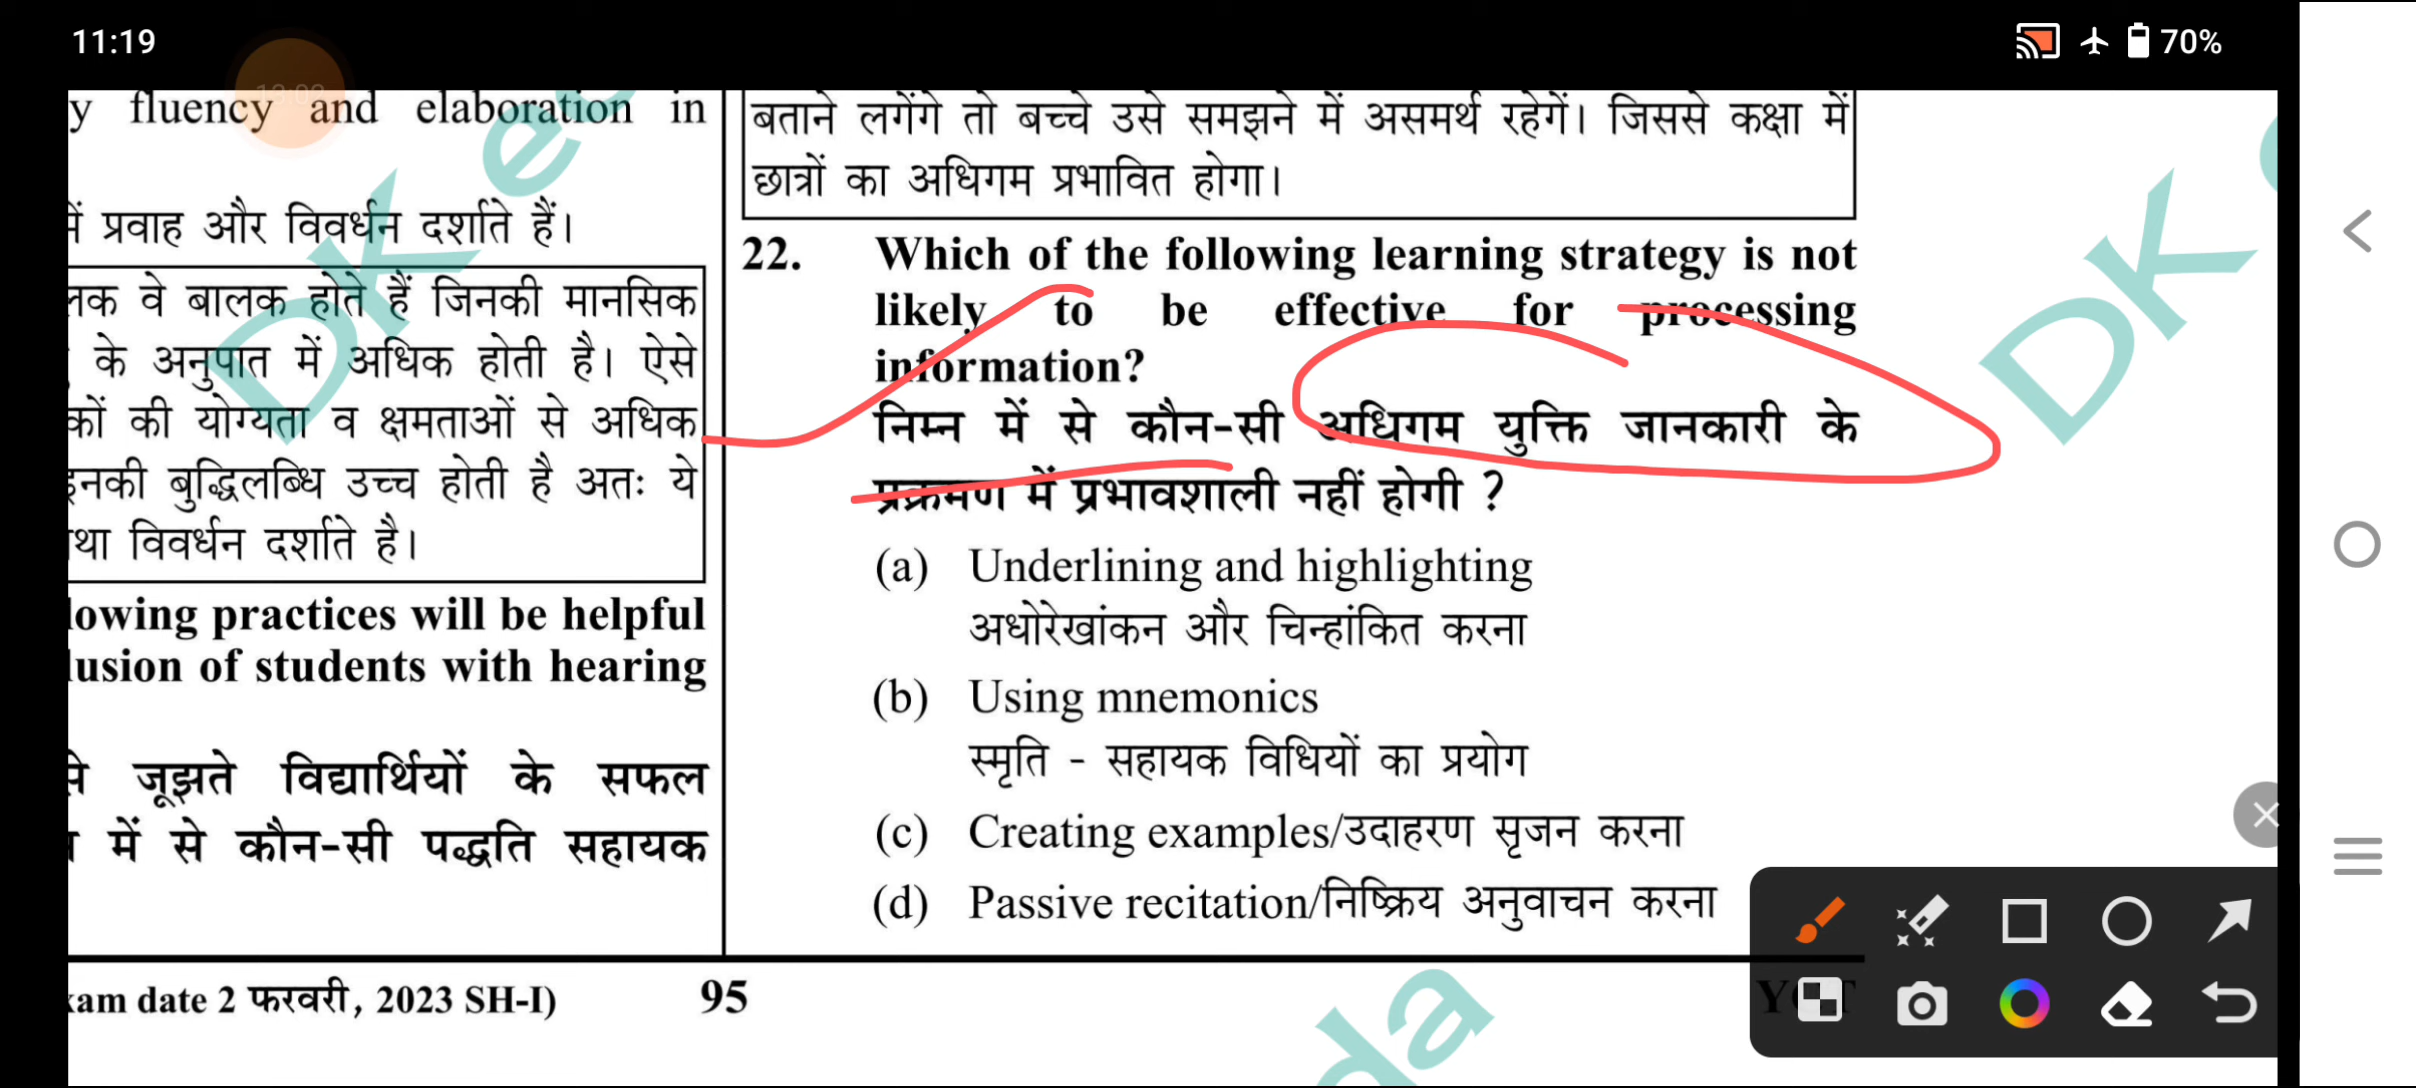 11:19
70%
y fluency and elaboration in
में प्रवाह और विवर्धन दर्शाते हैं।
वे बालक होते हैं जिनकी मानसिक
के अनुपात में अधिक होती है। ऐसे
कों की योग्यता व क्षमताओं से अधिक
इनकी बुद्धिलब्धि उच्च होती है अतः ये
था विवर्धन दर्शाते है।
lowing practices will be helpful
lusion of students with hearing
से जूझते विद्यार्थियों के सफल
में से कौन-सी पद्धति सहायक
बताने लगेंगे तो बच्चे उसे समझने में असमर्थ रहेगें। जिससे कक्षा में
छात्रों का अधिगम प्रभावित होगा।
22. Which of the following learning strategy is not
likely to be effective for processing
information?
निम्न में से कौन-सी अधिगम युक्ति जानकारी के
प्रक्रमण में प्रभावशाली नहीं होगी ?
(a) Underlining and highlighting
अधोरेखांकन और चिन्हांकित करना
(b) Using mnemonics
स्मृति - सहायक विधियों का प्रयोग
(c) Creating examples/उदाहरण सृजन करना
(d) Passive recitation/निष्क्रिय अनुवाचन करना
xam date 2 फरवरी, 2023 SH-I)
95
DK e
DK
da